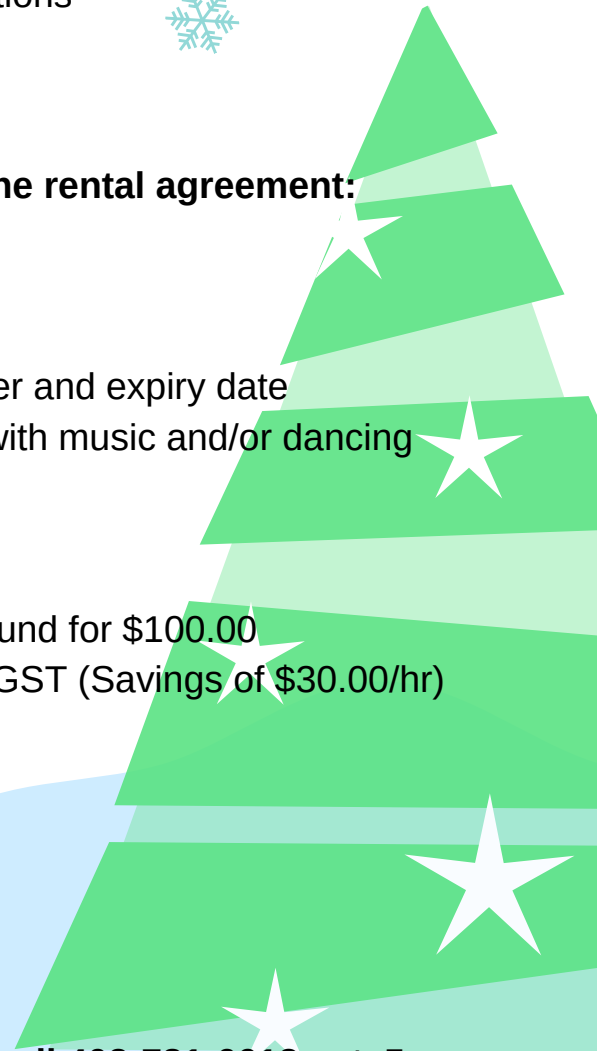 he rental agreement:
and expiry date
with music and/or dancing
und for $100.00
GST (Savings of $30.00/hr)